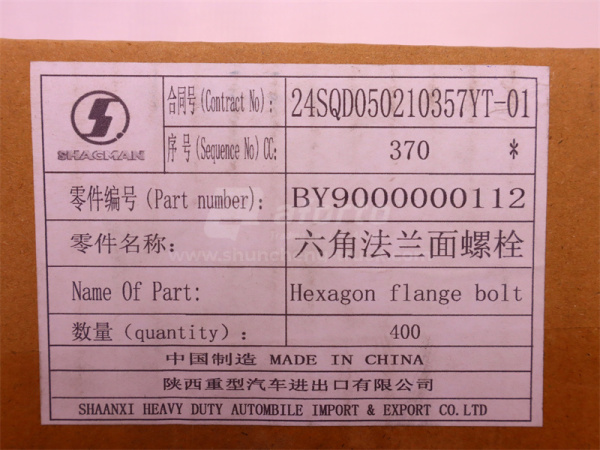 合同号(Contract No): 24SQD050210357YT-01
SHACMAN
序号(Sequence No)CC: 370 *
零件编号(Part number): BY9000000112
零件名称: 六角法兰面螺栓
Name Of Part: Hexagon flange bolt
数量(quantity): 400
中国制造 MADE IN CHINA
陕西重型汽车进出口有限公司
SHAANXI HEAVY DUTY AUTOMBILE IMPORT & EXPORT CO.LTD